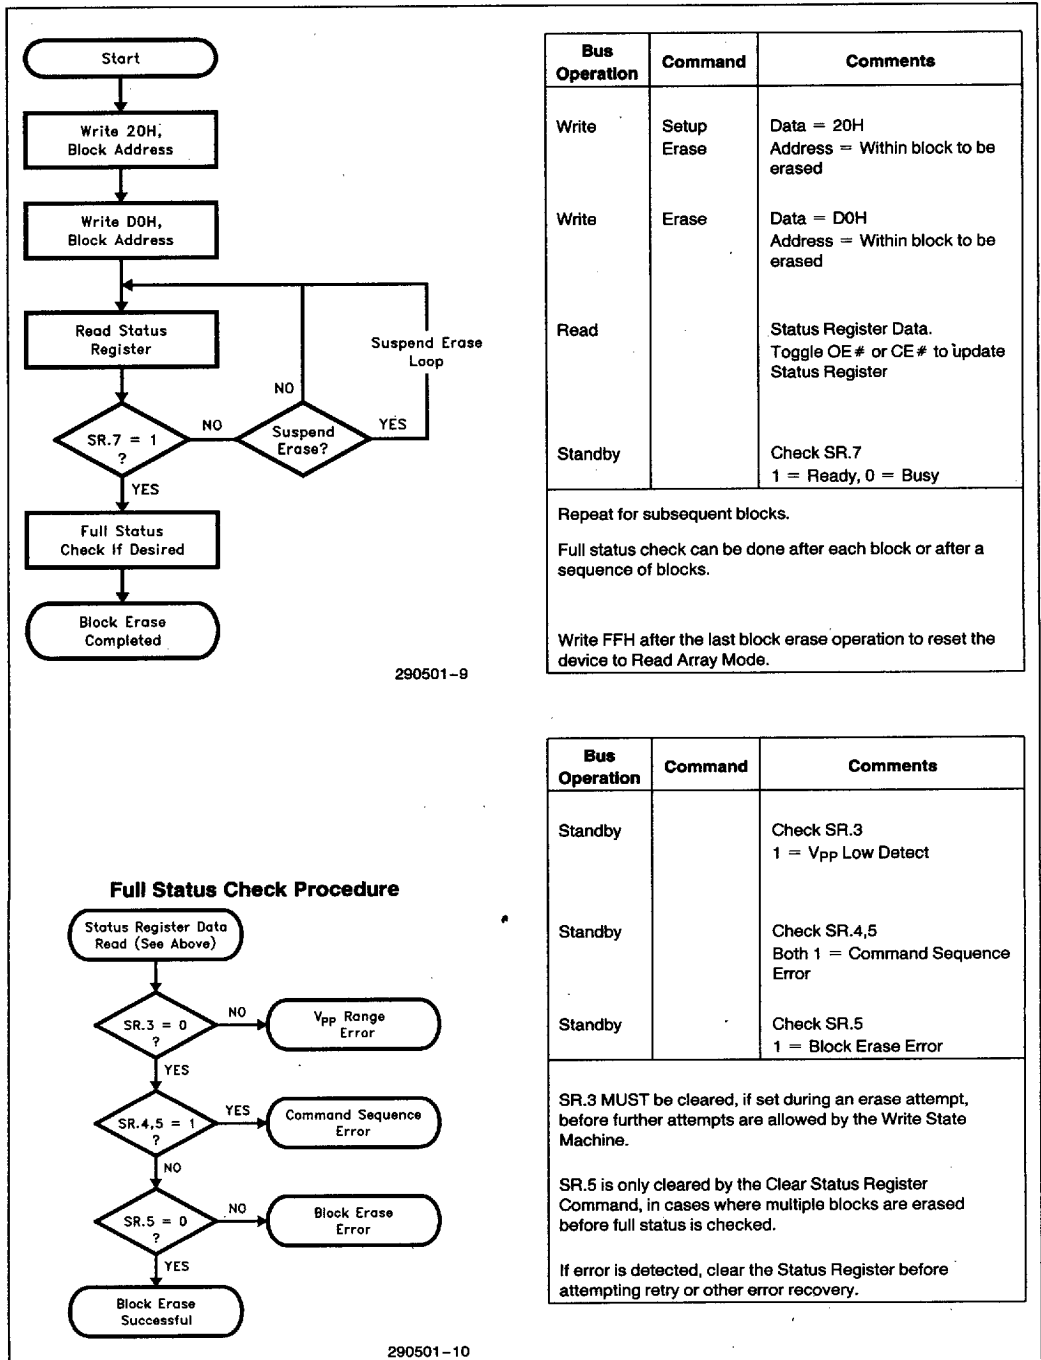 Start
Write 20H,
Block Address
Write D0H,
Block Address
Read Status
Register
Suspend Erase
Loop
NO
SR.7 = 1
?
NO
Suspend
Erase?
YES
YES
Full Status
Check If Desired
Block Erase
Completed
290501-9
Bus
Operation
Command
Comments
Write
Setup
Erase
Data = 20H
Address = Within block to be
erased
Write
Erase
Data = D0H
Address = Within block to be
erased
Read
Status Register Data.
Toggle OE# or CE# to update
Status Register
Standby
Check SR.7
1 = Ready, 0 = Busy
Repeat for subsequent blocks.
Full status check can be done after each block or after a
sequence of blocks.
Write FFH after the last block erase operation to reset the
device to Read Array Mode.
Full Status Check Procedure
Status Register Data
Read (See Above)
SR.3 = 0
?
NO
VPP Range
Error
YES
SR.4,5 = 1
?
YES
Command Sequence
Error
NO
SR.5 = 0
?
NO
Block Erase
Error
YES
Block Erase
Successful
290501-10
Bus
Operation
Command
Comments
Standby
Check SR.3
1 = VPP Low Detect
Standby
Check SR.4,5
Both 1 = Command Sequence
Error
Standby
Check SR.5
1 = Block Erase Error
SR.3 MUST be cleared, if set during an erase attempt,
before further attempts are allowed by the Write State
Machine.
SR.5 is only cleared by the Clear Status Register
Command, in cases where multiple blocks are erased
before full status is checked.
If error is detected, clear the Status Register before
attempting retry or other error recovery.